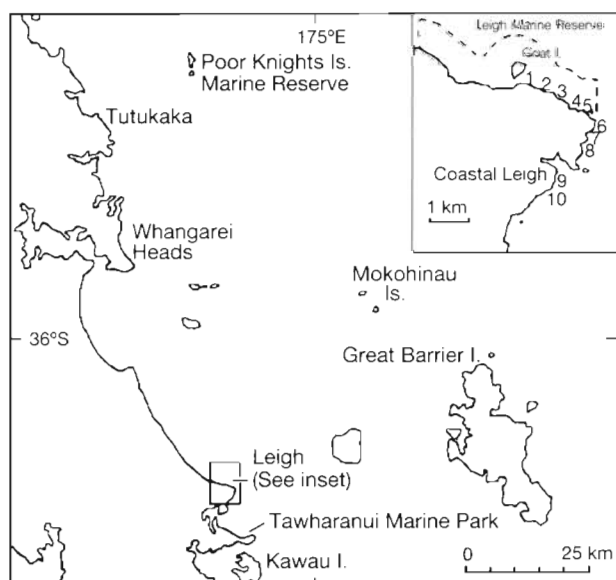 175ºE
Poor Knights Is.
Marine Reserve
Tutukaka
Whangarei
Heads
36ºS
Mokohinau
Is.
Great Barrier I.
Leigh
(See inset)
Tawharanui Marine Park
Kawau I.
0 25 km
Leigh Marine Reserve
Goat I.
1 2 3 4 5
6
8
Coastal Leigh
9
10
1 km